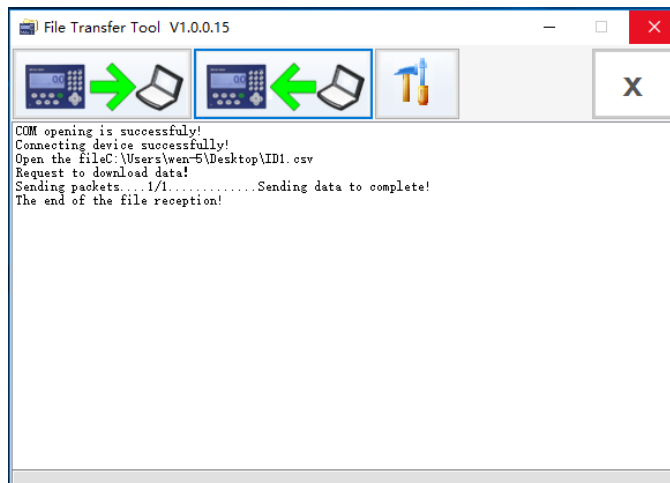 File Transfer Tool V1.0.0.15
X
COM opening is successfuly!
Connecting device successfully!
Open the fileC:\Users\wen-5\Desktop\ID1.csv
Request to download data!
Sending packets....1/1.............Sending data to complete!
The end of the file reception!